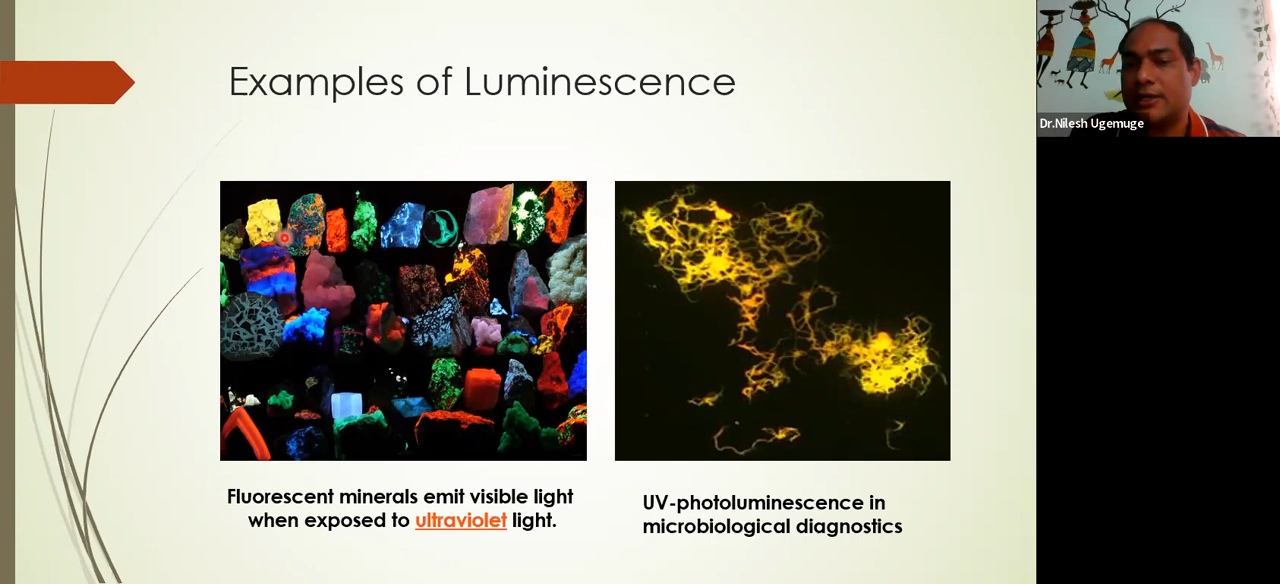 Examples of Luminescence
Dr.Nilesh Ugemuge
Fluorescent minerals emit visible light
when exposed to ultraviolet light.
UV-photoluminescence in
microbiological diagnostics